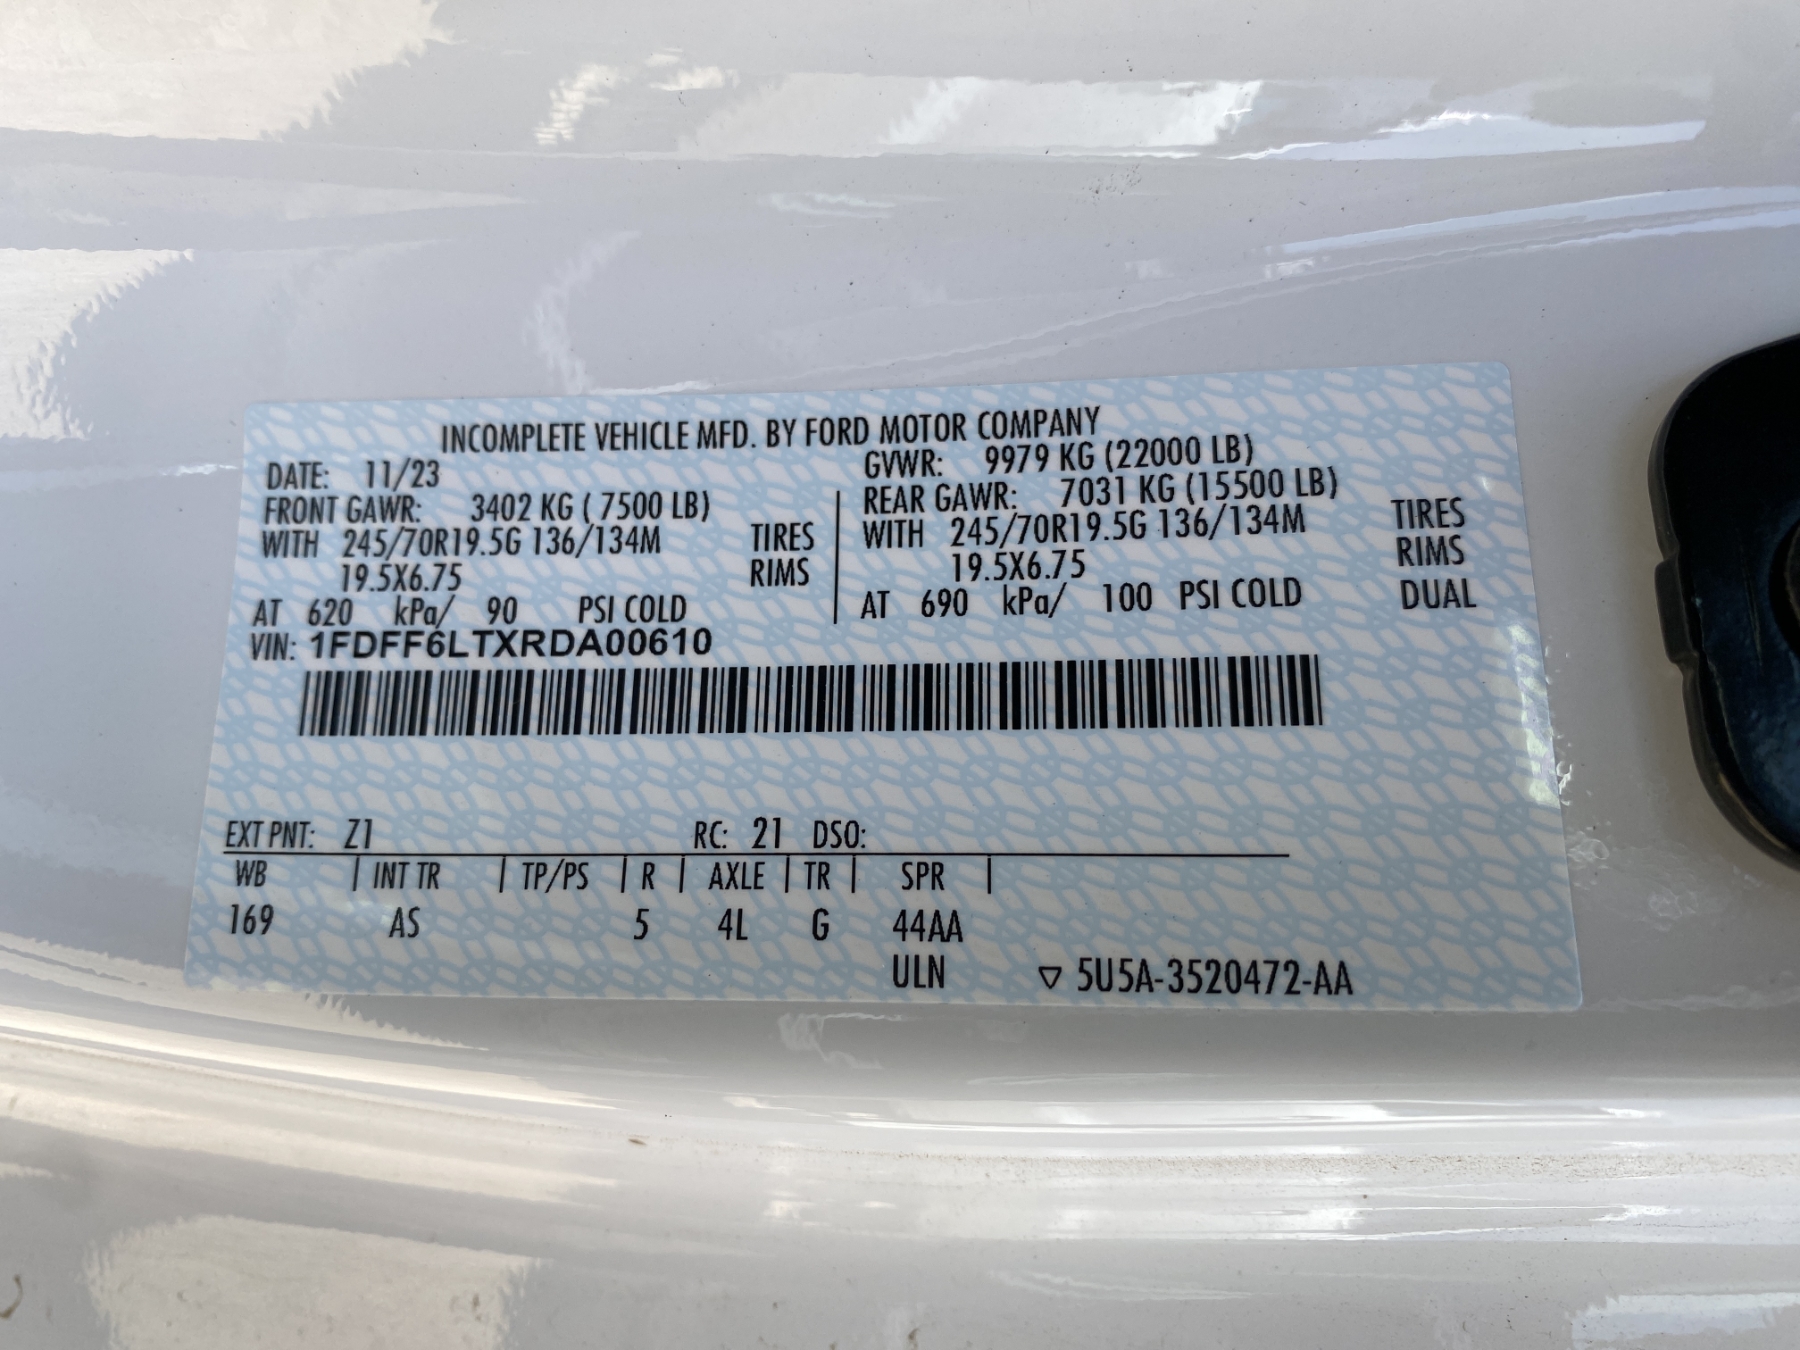 INCOMPLETE VEHICLE MFD. BY FORD MOTOR COMPANY
DATE: 11/23
GVWR: 9979 KG (22000 LB)
FRONT GAWR: 3402 KG ( 7500 LB)
WITH 245/70R19.5G 136/134M TIRES
19.5X6.75 RIMS
AT 620 kPa/ 90 PSI COLD
REAR GAWR: 7031 KG (15500 LB)
WITH 245/70R19.5G 136/134M TIRES
19.5X6.75 RIMS
AT 690 kPa/ 100 PSI COLD DUAL
VIN: 1FDFF6LTXRDA00610
EXT PNT: Z1 RC: 21 DSO:
WB | INT TR | TP/PS | R | AXLE | TR | SPR |
169 AS 5 4L G 44AA
ULN ▽ 5U5A-3520472-AA